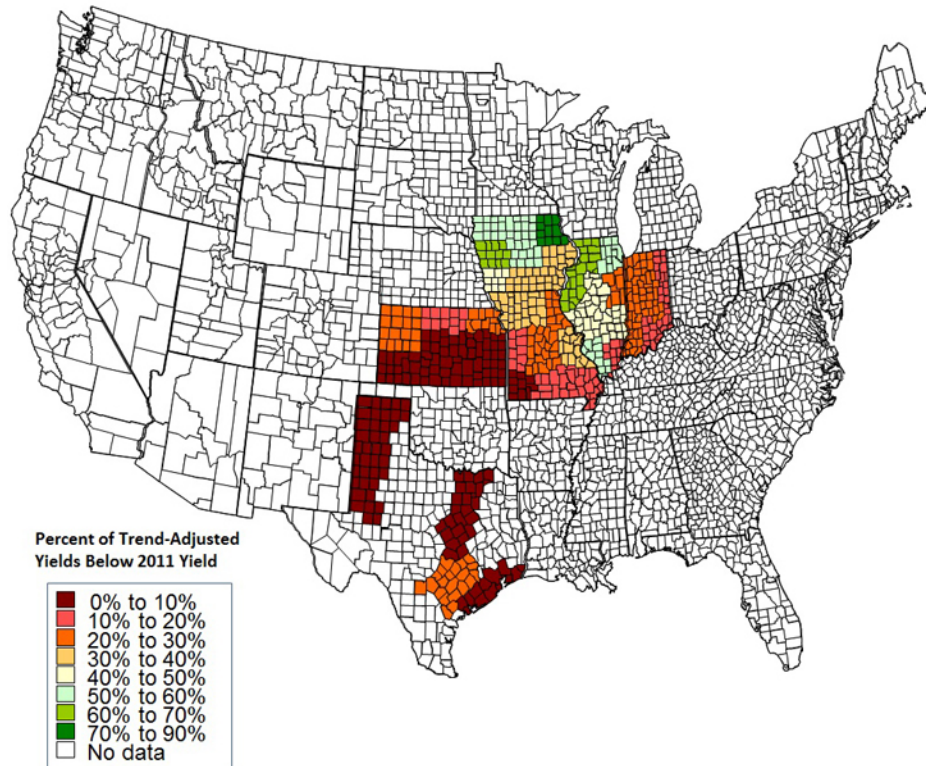 Percent of Trend-Adjusted
Yields Below 2011 Yield
0% to 10%
10% to 20%
20% to 30%
30% to 40%
40% to 50%
50% to 60%
60% to 70%
70% to 90%
No data